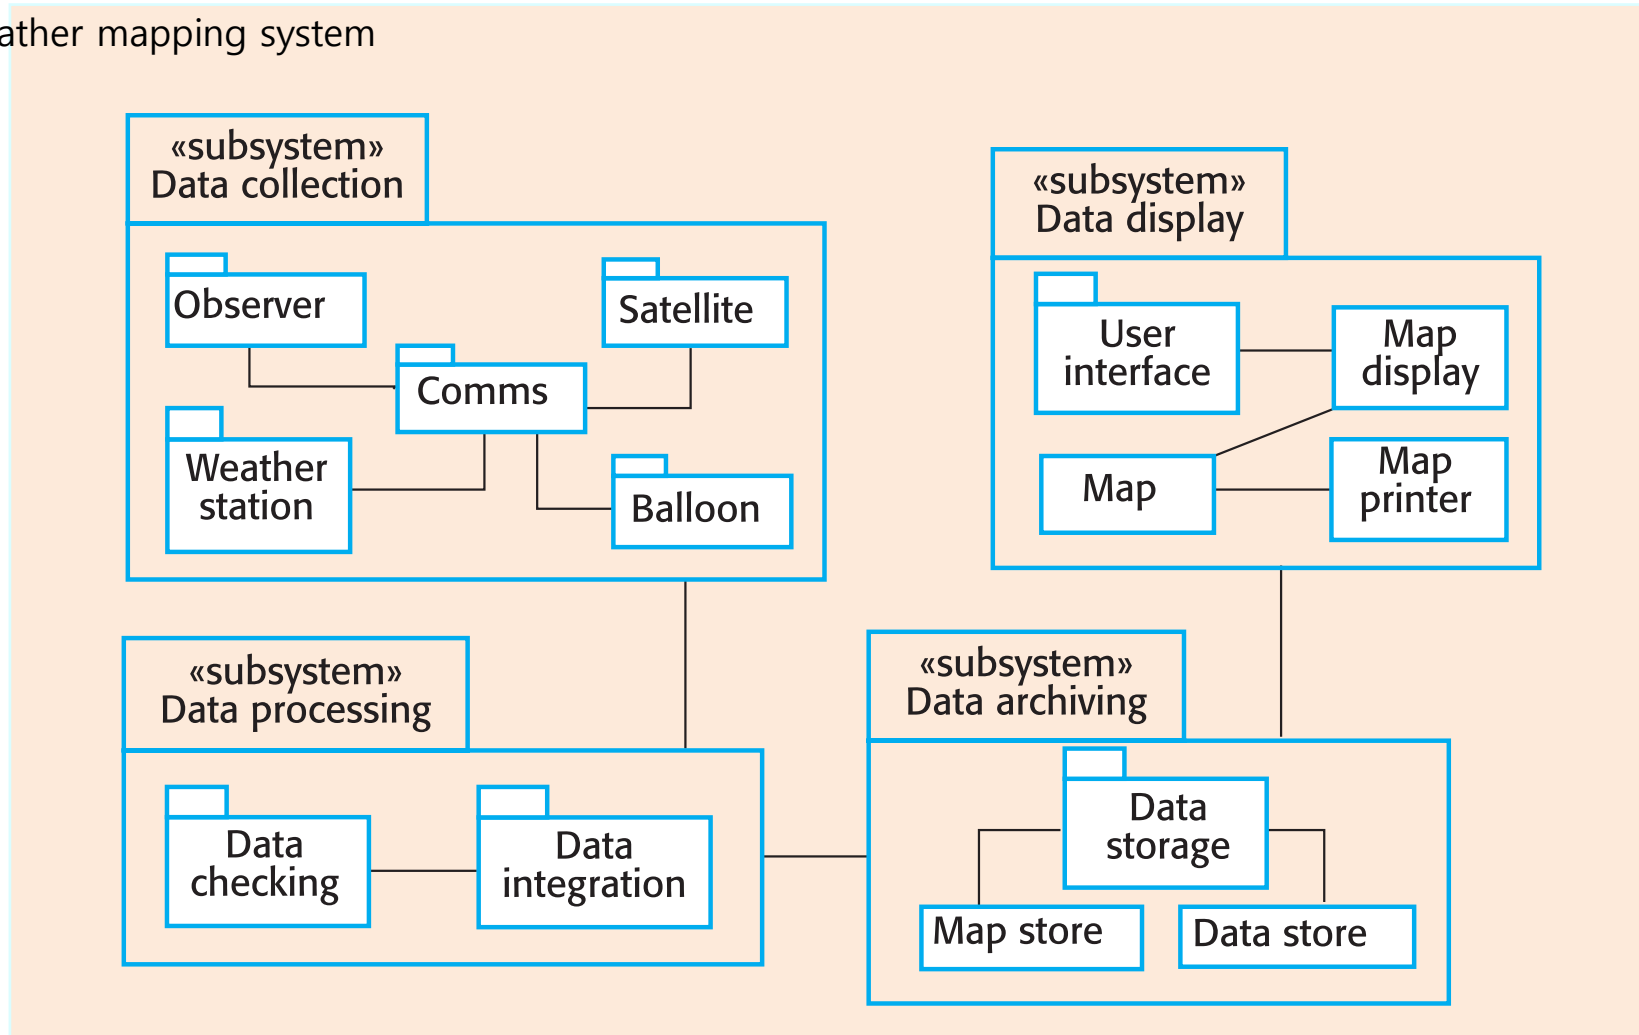 ather mapping system
«subsystem»
Data collection
Observer
Satellite
Comms
Weather
station
Balloon
«subsystem»
Data display
User
interface
Map
display
Map
Map
printer
«subsystem»
Data processing
Data
checking
Data
integration
«subsystem»
Data archiving
Data
storage
Map store
Data store